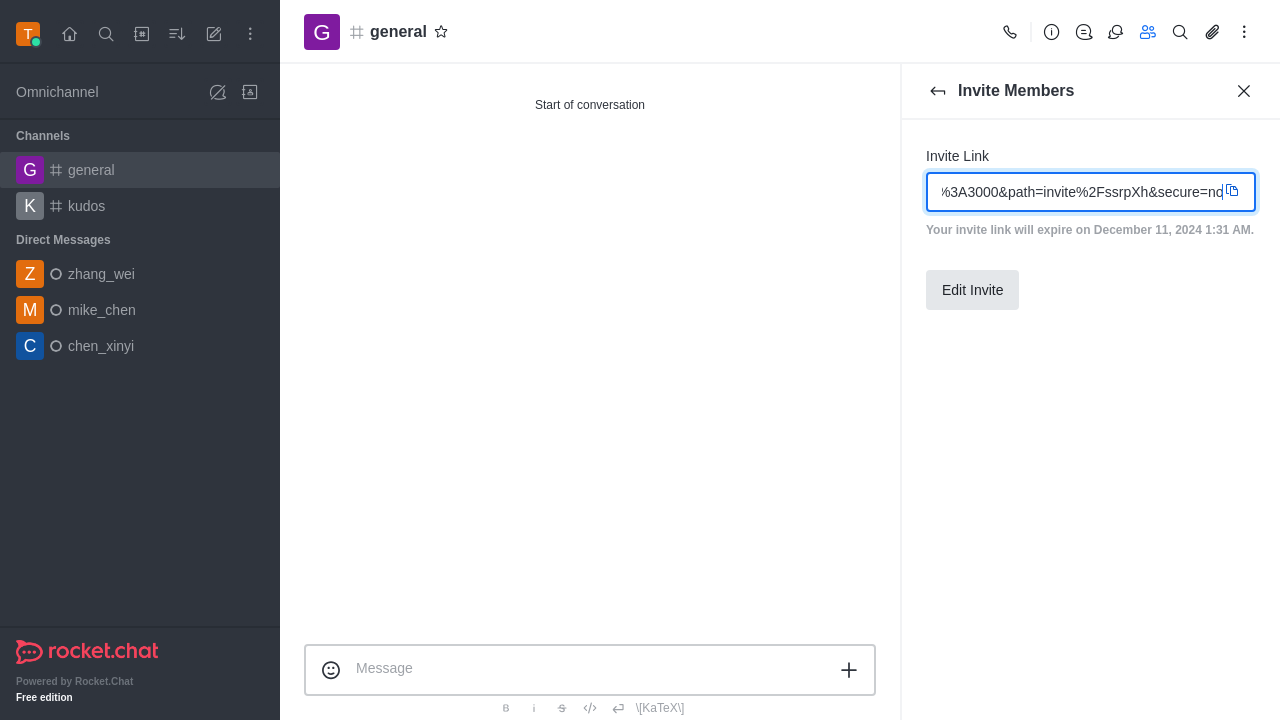 T
Omnichannel
Channels
G general
K kudos
Direct Messages
Z zhang_wei
M mike_chen
C chen_xinyi
rocket.chat
Powered by Rocket.Chat
Free edition
G general
Start of conversation
Message
B i S </> \[KaTeX\]
Invite Members
Invite Link
%3A3000&path=invite%2FssrpXh&secure=no
Your invite link will expire on December 11, 2024 1:31 AM.
Edit Invite